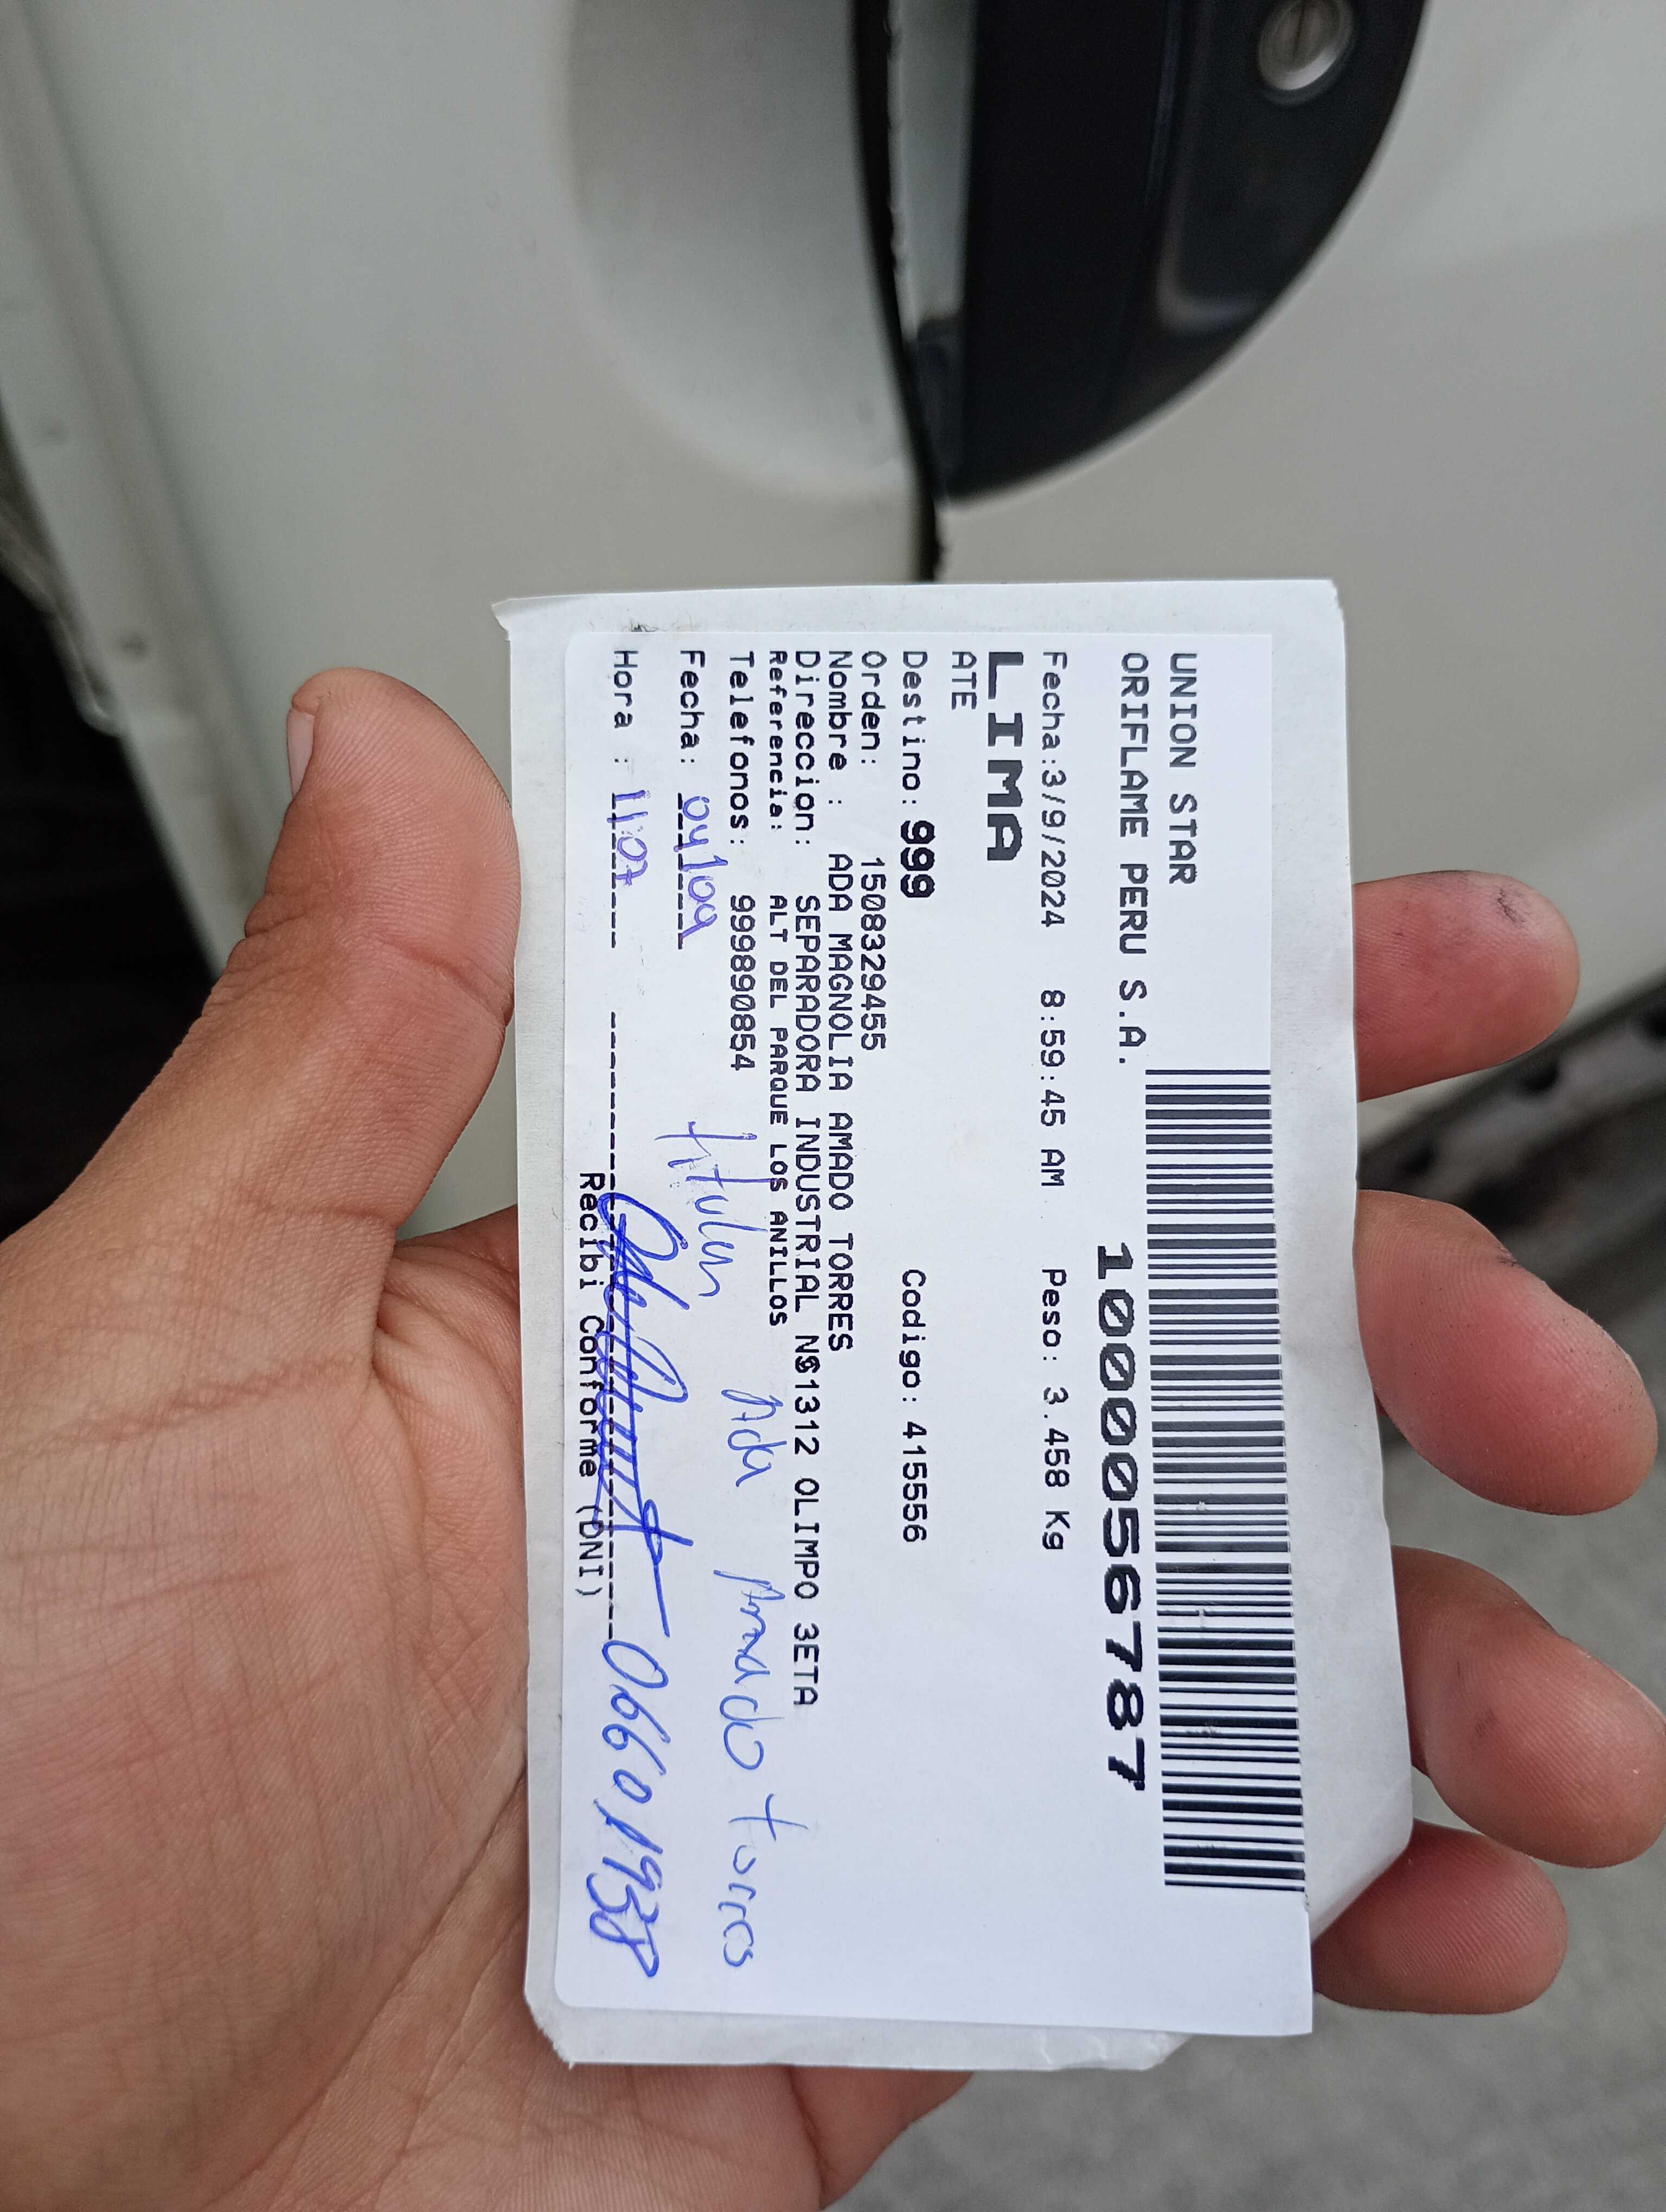 UNION STAR
ORIFLAME PERU S.A.
1000056787
Fecha:3/9/2024 8:59:45 AM Peso: 3.458 Kg
LIMA
ATE
Destino: 999 Codigo: 415556
Orden: 1508329455
Nombre : ADA MAGNOLIA AMADO TORRES
Direccion: SEPARADORA INDUSTRIAL N$1312 OLIMPO 3ETA
Referencia: ALT DEL PARQUE LOS ANILLOS
Telefonos: 999890854
Ada Amado torres
Fecha: 04/09 titular
Hora : 11:07 06601938
Recibi Conforme (DNI)